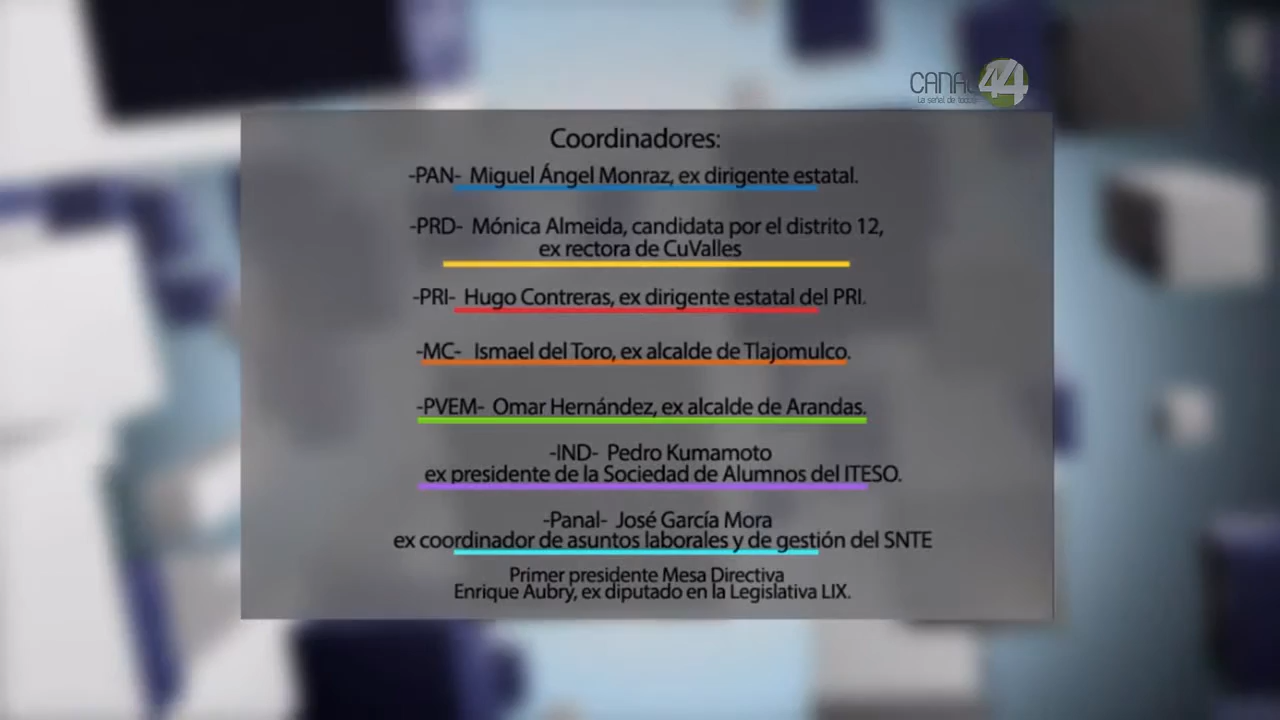 CANAL 44
La señal de todos
Coordinadores:
-PAN- Miguel Ángel Monraz, ex dirigente estatal.
-PRD- Mónica Almeida, candidata por el distrito 12,
ex rectora de CuValles
-PRI- Hugo Contreras, ex dirigente estatal del PRI.
-MC- Ismael del Toro, ex alcalde de Tlajomulco.
-PVEM- Omar Hernández, ex alcalde de Arandas.
-IND- Pedro Kumamoto
ex presidente de la Sociedad de Alumnos del ITESO.
-Panal- José García Mora
ex coordinador de asuntos laborales y de gestión del SNTE
Primer presidente Mesa Directiva
Enrique Aubry, ex diputado en la Legislativa LIX.